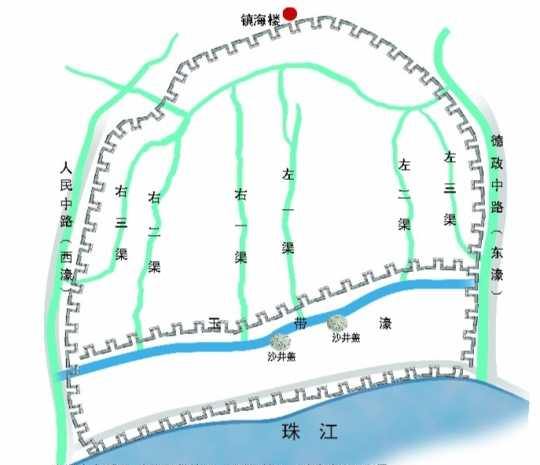 镇海楼
人民中路（西濠）
右三渠
右二渠
右一渠
左一渠
左二渠
左三渠
德政中路（东濠）
玉带濠
沙井盖
沙井盖
珠江